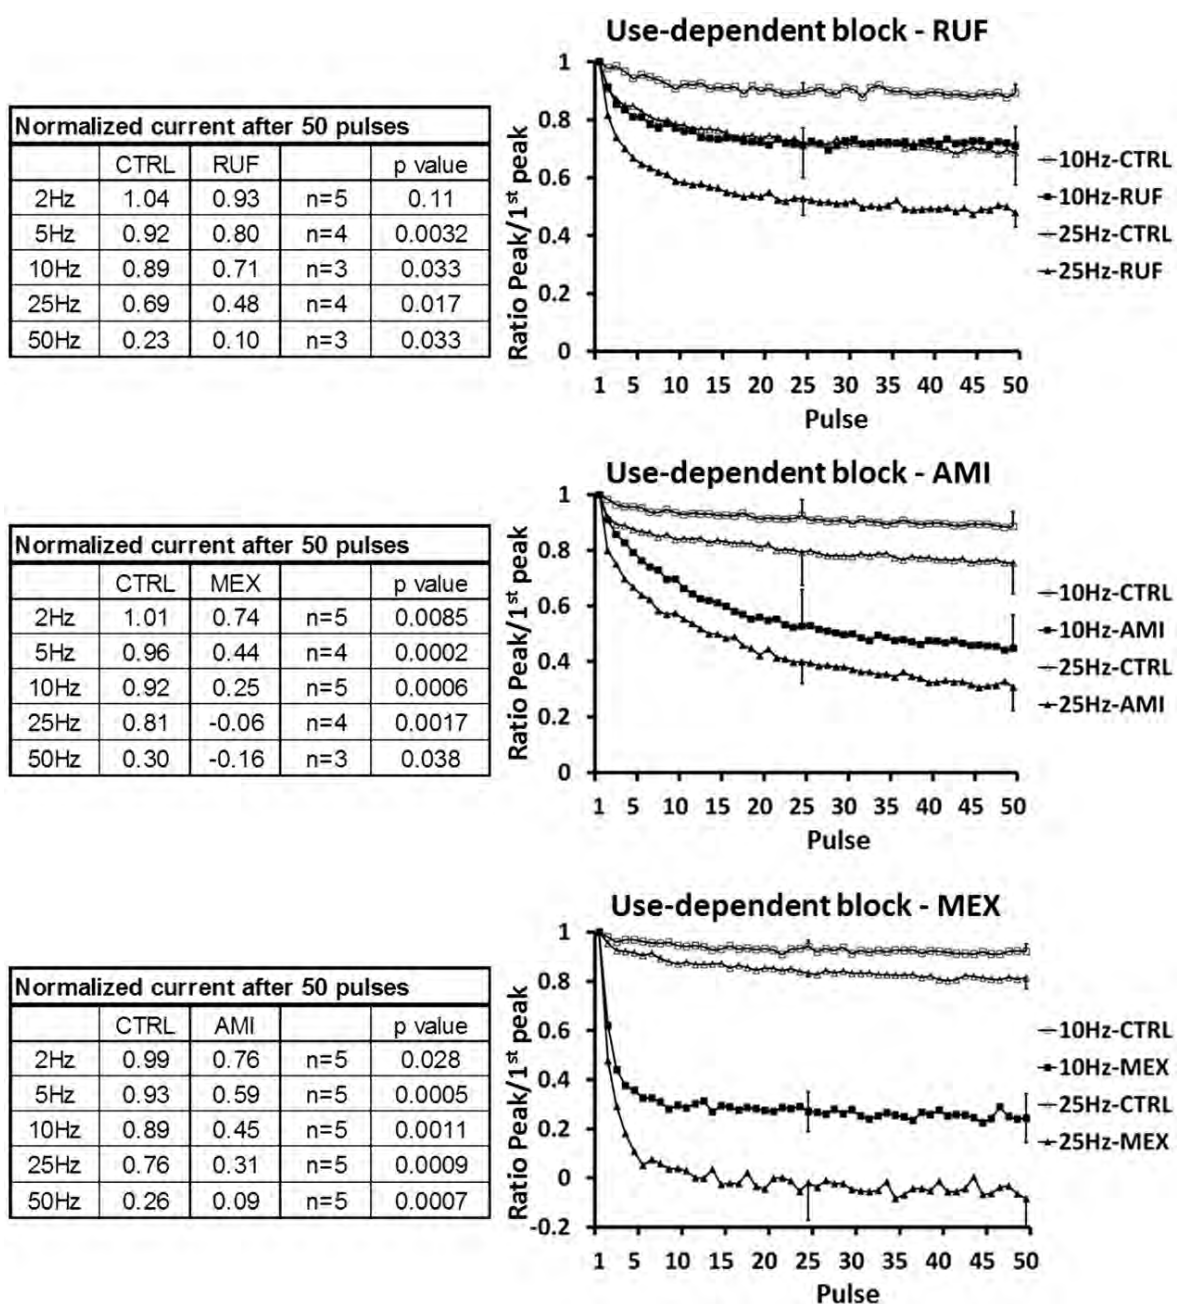 Use-dependent block - RUF
Normalized current after 50 pulses
CTRL RUF p value
2Hz 1.04 0.93 n=5 0.11
5Hz 0.92 0.80 n=4 0.0032
10Hz 0.89 0.71 n=3 0.033
25Hz 0.69 0.48 n=4 0.017
50Hz 0.23 0.10 n=3 0.033
Ratio Peak/1st peak
1
0.8
0.6
0.4
0.2
0
1 5 10 15 20 25 30 35 40 45 50
Pulse
10Hz-CTRL
10Hz-RUF
25Hz-CTRL
25Hz-RUF
Use-dependent block - AMI
Normalized current after 50 pulses
CTRL MEX p value
2Hz 1.01 0.74 n=5 0.0085
5Hz 0.96 0.44 n=4 0.0002
10Hz 0.92 0.25 n=5 0.0006
25Hz 0.81 -0.06 n=4 0.0017
50Hz 0.30 -0.16 n=3 0.038
Ratio Peak/1st peak
1
0.8
0.6
0.4
0.2
0
1 5 10 15 20 25 30 35 40 45 50
Pulse
10Hz-CTRL
10Hz-AMI
25Hz-CTRL
25Hz-AMI
Use-dependent block - MEX
Normalized current after 50 pulses
CTRL AMI p value
2Hz 0.99 0.76 n=5 0.028
5Hz 0.93 0.59 n=5 0.0005
10Hz 0.89 0.45 n=5 0.0011
25Hz 0.76 0.31 n=5 0.0009
50Hz 0.26 0.09 n=5 0.0007
Ratio Peak/1st peak
1
0.8
0.6
0.4
0.2
0
-0.2
1 5 10 15 20 25 30 35 40 45 50
Pulse
10Hz-CTRL
10Hz-MEX
25Hz-CTRL
25Hz-MEX